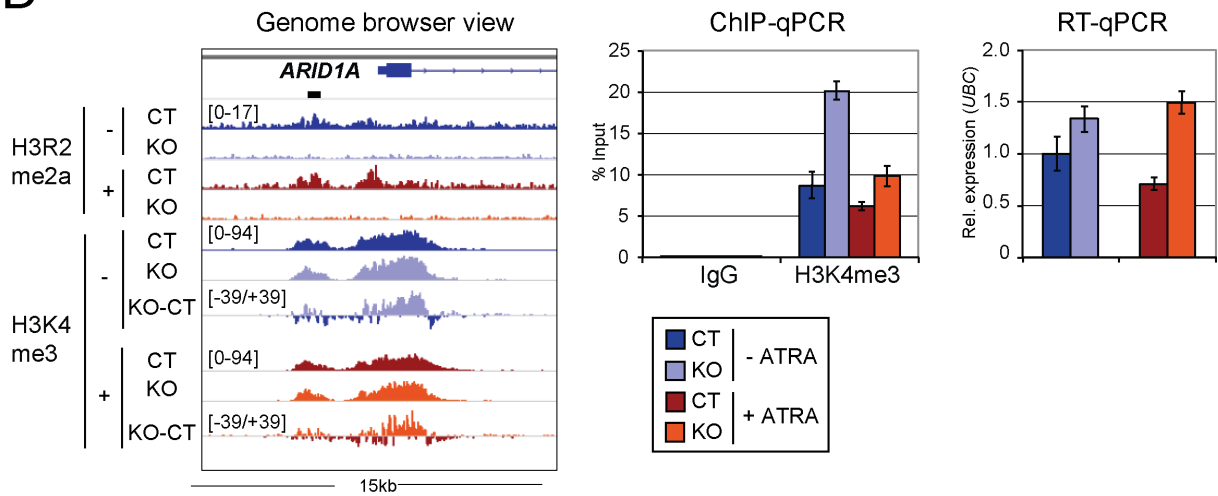 D
Genome browser view
ARID1A
H3R2
me2a
-
CT
[0-17]
KO
+
CT
KO
H3K4
me3
-
CT
[0-94]
KO
KO-CT
[-39/+39]
+
CT
[0-94]
KO
KO-CT
[-39/+39]
15kb
ChIP-qPCR
% Input
25
20
15
10
5
0
IgG
H3K4me3
RT-qPCR
Rel. expression (UBC)
2.0
1.5
1.0
0.5
0
CT
KO
- ATRA
CT
KO
+ ATRA